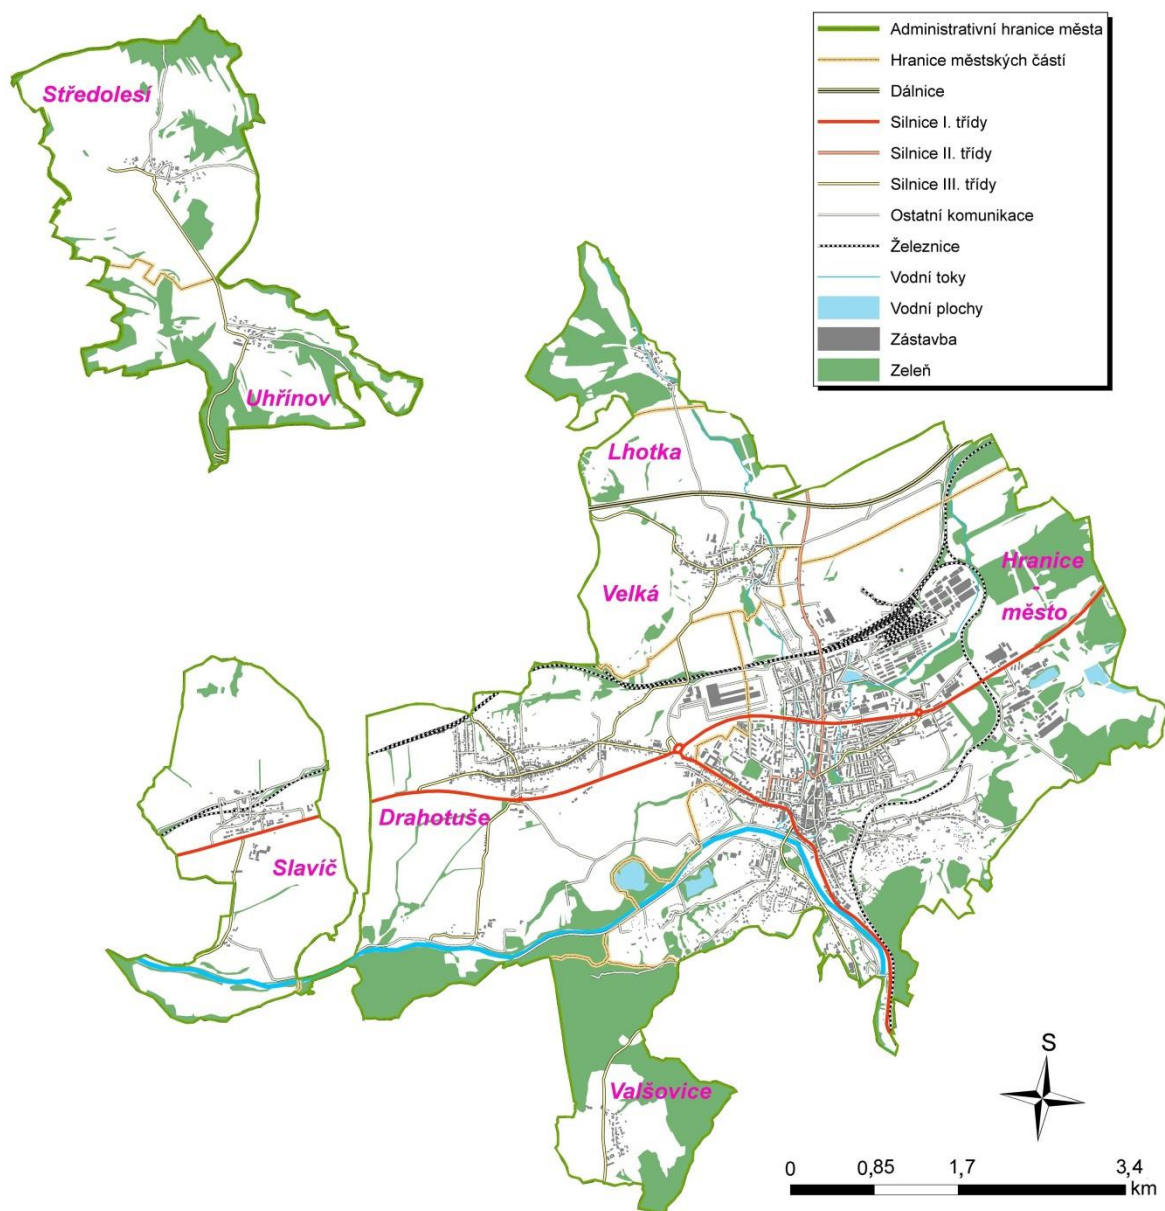 Administrativní hranice města
Hranice městských částí
Dálnice
Silnice I. třídy
Silnice II. třídy
Silnice III. třídy
Ostatní komunikace
Železnice
Vodní toky
Vodní plochy
Zástavba
Zeleň
Středolesí
Uhřínov
Lhotka
Velká
Hranice
-
město
Drahotuše
Slavíč
Valšovice
S
0 0,85 1,7 3,4
km